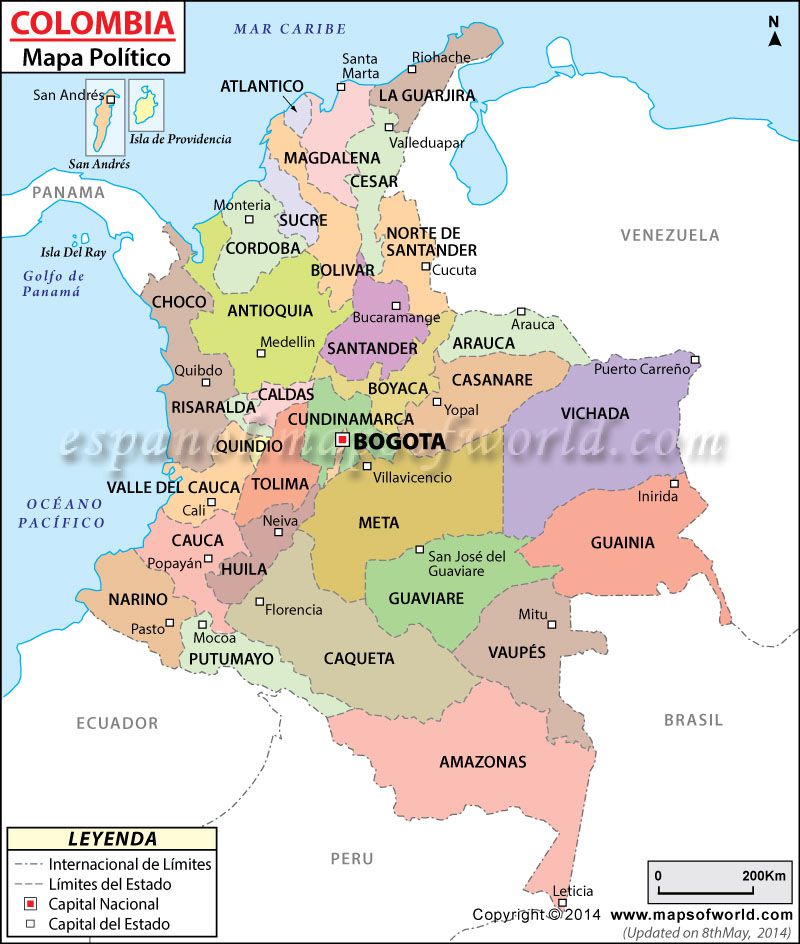 COLOMBIA
Mapa Político
MAR CARIBE
N
San Andrés
San Andrés
Isla de Providencia
ATLANTICO
Santa
Marta
Riohache
LA GUARJIRA
Valleduapar
MAGDALENA
CESAR
PANAMA
Monteria
SUCRE
CORDOBA
NORTE DE
SANTANDER
Cucuta
VENEZUELA
Isla Del Ray
Golfo de
Panamá
BOLIVAR
CHOCO
ANTIOQUIA
Bucaramange
Arauca
ARAUCA
Medellin
SANTANDER
Quibdo
Puerto Carreño
BOYACA
CASANARE
CALDAS
RISARALDA
Yopal
VICHADA
CUNDINAMARCA
BOGOTA
espanol.mapsofworld.com
QUINDIO
TOLIMA
Villavicencio
VALLE DEL CAUCA
Cali
Inirida
OCÉANO
PACÍFICO
Neiva
META
CAUCA
GUAINIA
Popayán
San José del
Guaviare
HUILA
NARINO
Florencia
GUAVIARE
Pasto
Mocoa
Mitu
PUTUMAYO
CAQUETA
VAUPÉS
ECUADOR
BRASIL
AMAZONAS
PERU
LEYENDA
Internacional de Límites
Límites del Estado
Capital Nacional
Capital del Estado
0 200Km
Leticia
Copyright © 2014 www.mapsofworld.com
(Updated on 8thMay, 2014)